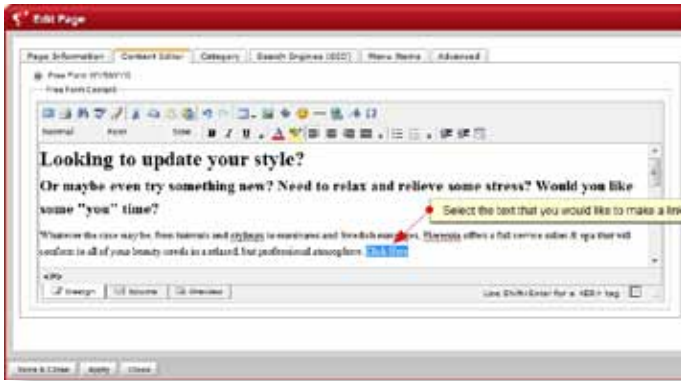 Edit Page
Page Information Content Editor Category Search Engines (SEO) Menu Items Advanced
Free Form WYSIWYG
Free Form Content
Normal Font Size B I U
Looking to update your style?
Or maybe even try something new? Need to relax and relieve some stress? Would you like
some "you" time?
Select the text that you would like to make a link
Whatever the case may be, from haircuts and stylings to manicures and Swedish massages, offers a full service salon & spa that will
conform to all of your beauty needs in a relaxed, but professional atmosphere. Click Here
<P>
Design Source Preview
Use Shift+Enter for a <BR> tag
Save & Close Apply Close